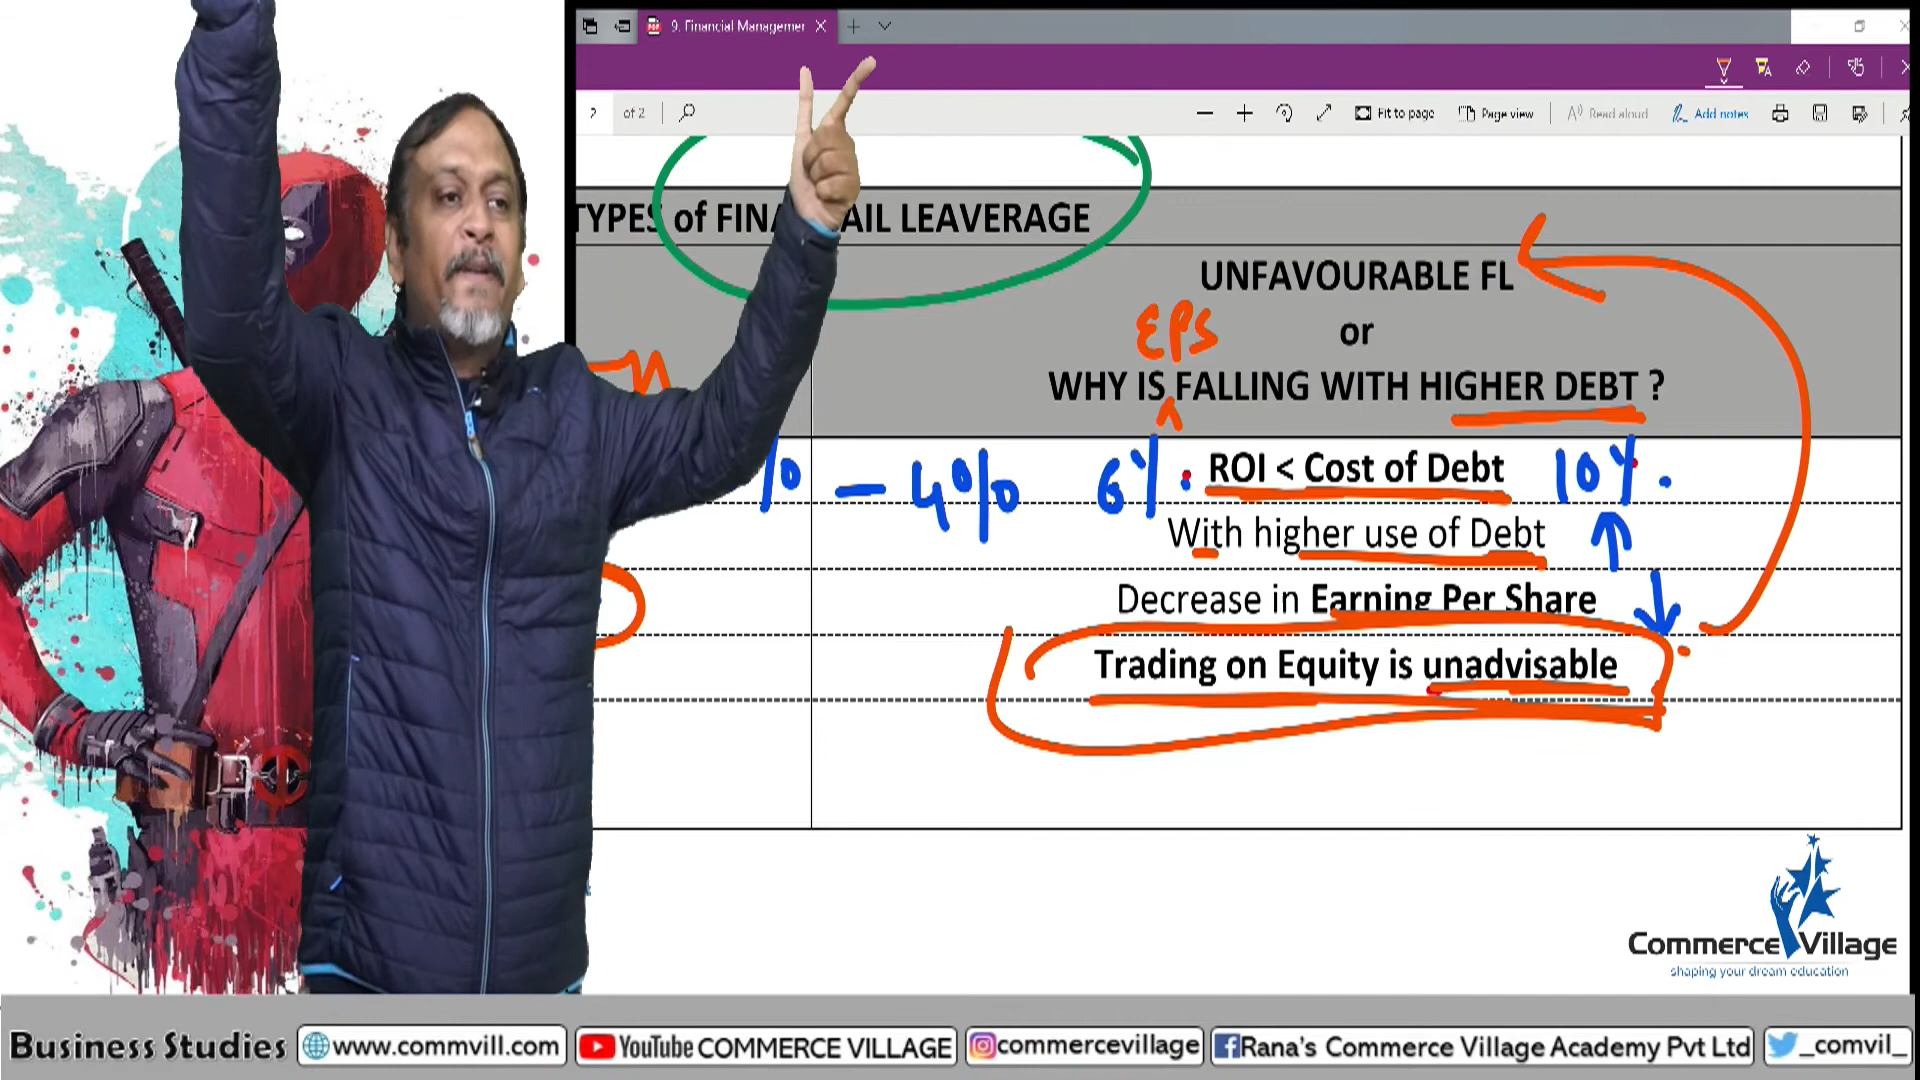 9. Financial Managemer
2 of 2
Fit to page
Page view
Read aloud
Add notes
TYPES of FINA AIL LEAVERAGE
UNFAVOURABLE FL
or
EPS
WHY IS FALLING WITH HIGHER DEBT ?
% - 4% 6% ROI < Cost of Debt 10%
With higher use of Debt
Decrease in Earning Per Share
Trading on Equity is unadvisable
Commerce Village
shaping your dream education
Business Studies
www.commvill.com
YouTube COMMERCE VILLAGE
commercevillage
Rana's Commerce Village Academy Pvt Ltd
_comvil_